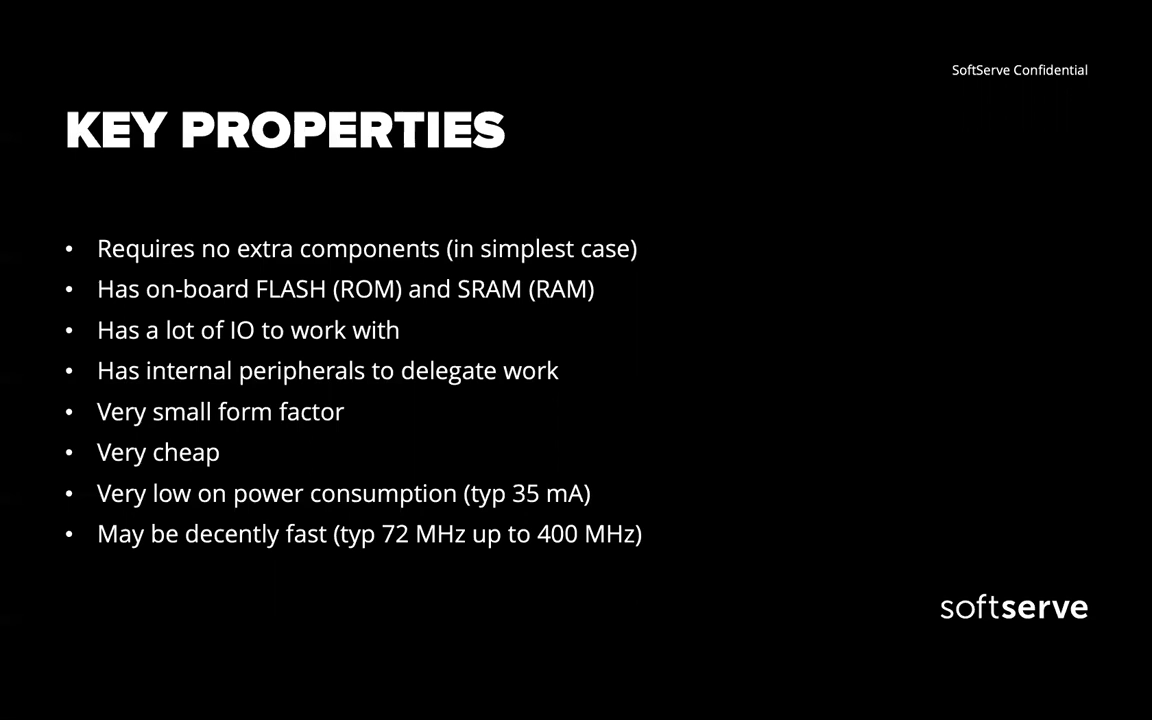 SoftServe Confidential
KEY PROPERTIES
• Requires no extra components (in simplest case)
• Has on-board FLASH (ROM) and SRAM (RAM)
• Has a lot of IO to work with
• Has internal peripherals to delegate work
• Very small form factor
• Very cheap
• Very low on power consumption (typ 35 mA)
• May be decently fast (typ 72 MHz up to 400 MHz)
softserve